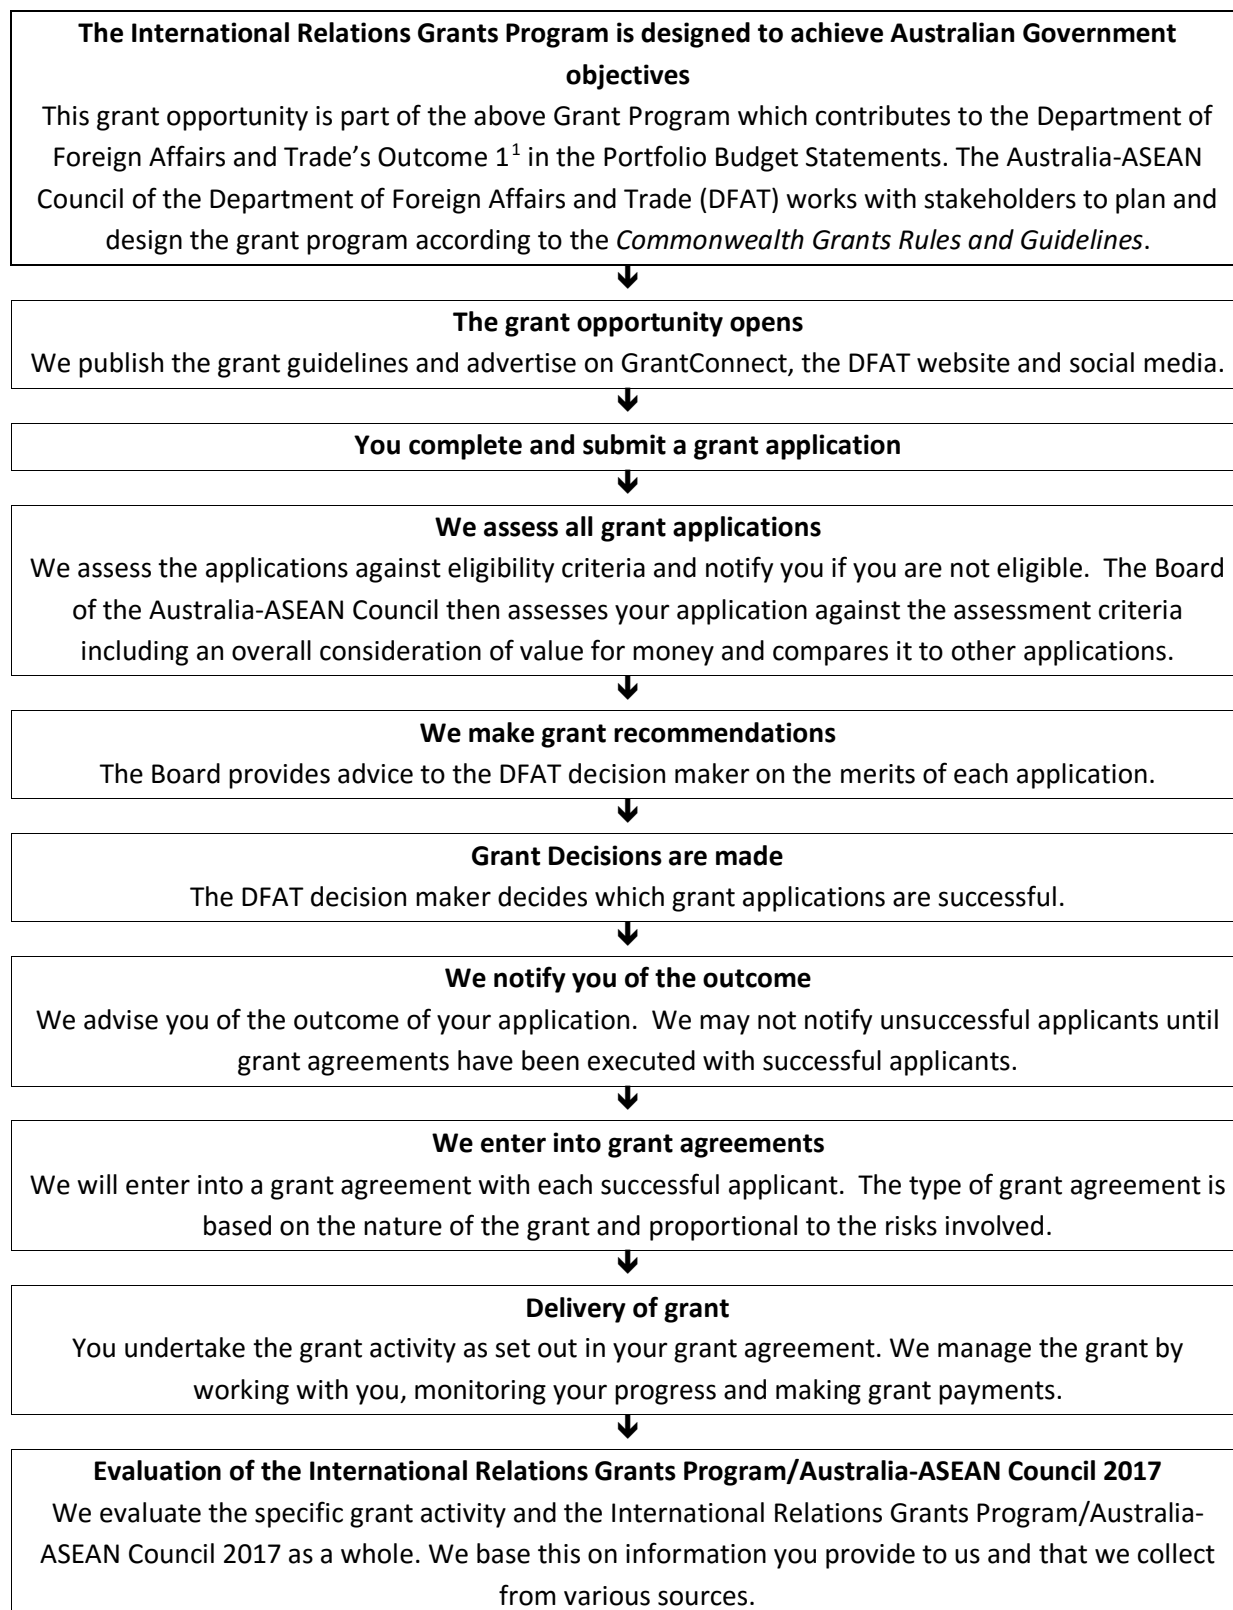 The International Relations Grants Program is designed to achieve Australian Government
objectives
This grant opportunity is part of the above Grant Program which contributes to the Department of
Foreign Affairs and Trade’s Outcome 1¹ in the Portfolio Budget Statements. The Australia-ASEAN
Council of the Department of Foreign Affairs and Trade (DFAT) works with stakeholders to plan and
design the grant program according to the Commonwealth Grants Rules and Guidelines.
The grant opportunity opens
We publish the grant guidelines and advertise on GrantConnect, the DFAT website and social media.
You complete and submit a grant application
We assess all grant applications
We assess the applications against eligibility criteria and notify you if you are not eligible.  The Board
of the Australia-ASEAN Council then assesses your application against the assessment criteria
including an overall consideration of value for money and compares it to other applications.
We make grant recommendations
The Board provides advice to the DFAT decision maker on the merits of each application.
Grant Decisions are made
The DFAT decision maker decides which grant applications are successful.
We notify you of the outcome
We advise you of the outcome of your application.  We may not notify unsuccessful applicants until
grant agreements have been executed with successful applicants.
We enter into grant agreements
We will enter into a grant agreement with each successful applicant.  The type of grant agreement is
based on the nature of the grant and proportional to the risks involved.
Delivery of grant
You undertake the grant activity as set out in your grant agreement. We manage the grant by
working with you, monitoring your progress and making grant payments.
Evaluation of the International Relations Grants Program/Australia-ASEAN Council 2017
We evaluate the specific grant activity and the International Relations Grants Program/Australia-
ASEAN Council 2017 as a whole. We base this on information you provide to us and that we collect
from various sources.